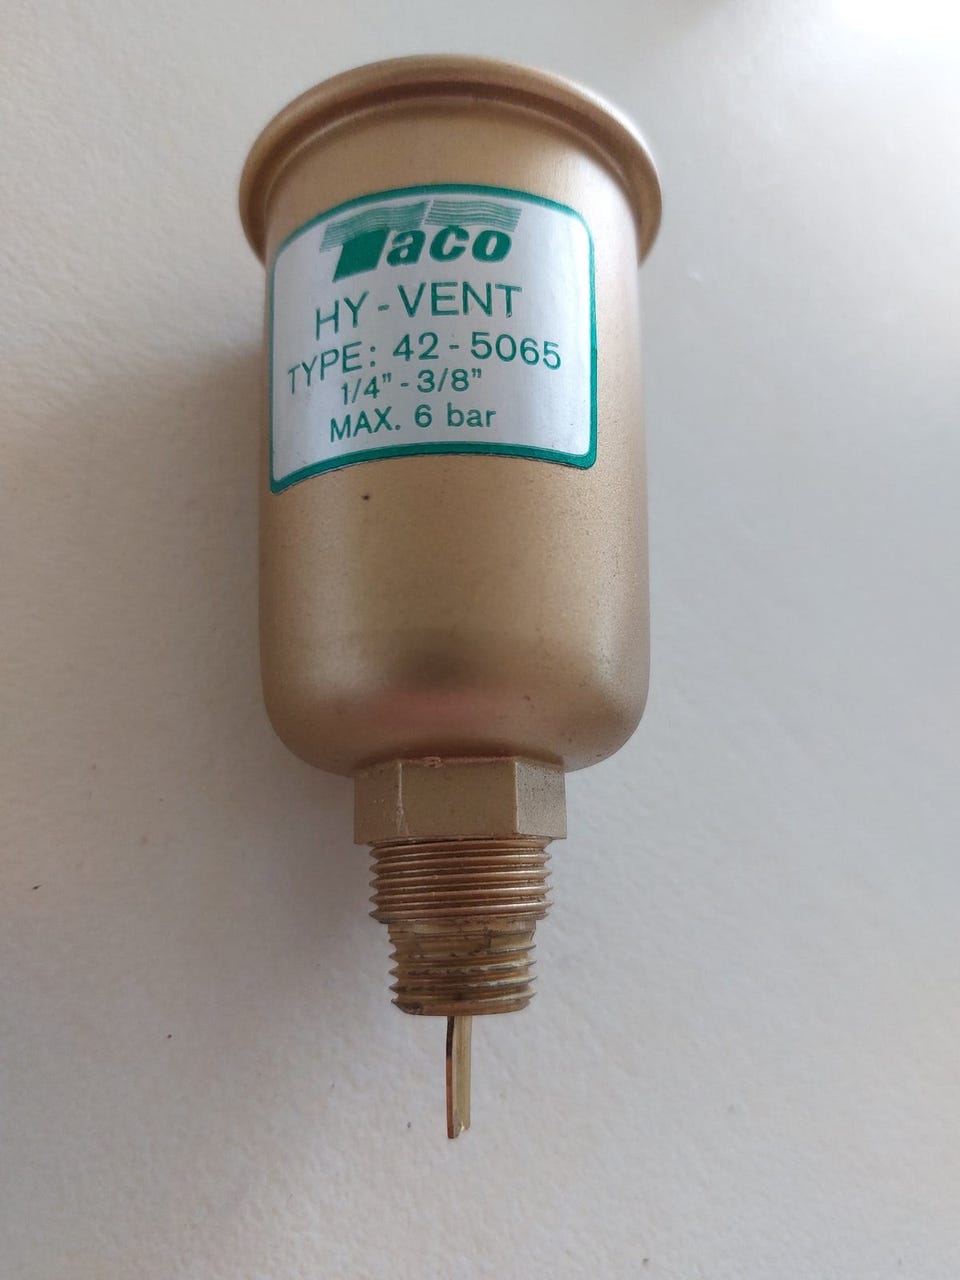 Taco
HY-VENT
TYPE: 42-5065
1/4"-3/8"
MAX. 6 bar